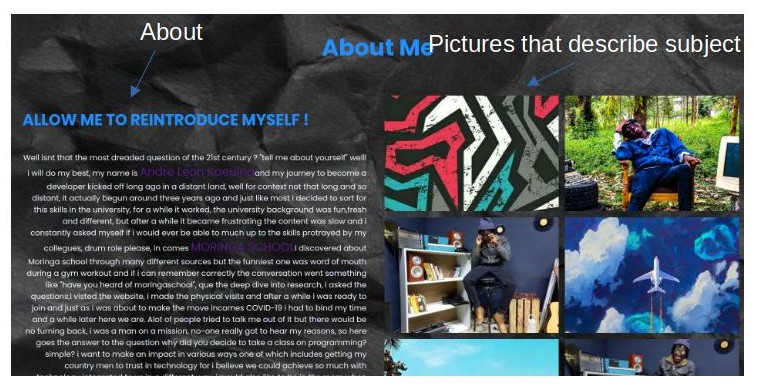 About
About Me
Pictures that describe subject
ALLOW ME TO REINTRODUCE MYSELF !
Well isnt that the most dreaded question of the 21st century ? "tell me about yourself" well!
I will do my best, my name is Andre Leon and my journey to become a
developer kicked off long ago in a distant land, well for context not that long and so
distant, it actually begun around three years ago and just like most i decided to sort for
this skills in the university, for a while it worked, the university background was fun,fresh
and different, but after a while it became frustrating the content was slow and i
constantly asked myself if i would ever be able to much up to the skills protrayed by my
collegues, drum role please, in comes MORINGA SCHOOL! discovered about
Moringa school through many different sources but the funniest one was word of mouth
during a gym workout and if i can remember correctly the conversation went something
like "have you heard of moringaschool", que the deep dive into research, i asked the
questions,i visted the website, i made the physical visits and after a while i was ready to
join and just as i was about to make the move incomes COVID-19 i had to bind my time
and a while later here we are. Alot of people tried to talk me out of it but there would be
no turning back, i was a man on a mission, no-one really got to hear my reasons, so here
goes the answer to the question why did you decide to take a class on programming?
simple? i want to make an impact in various ways one of which includes getting my
country men to trust in technology for i believe we could achieve so much with